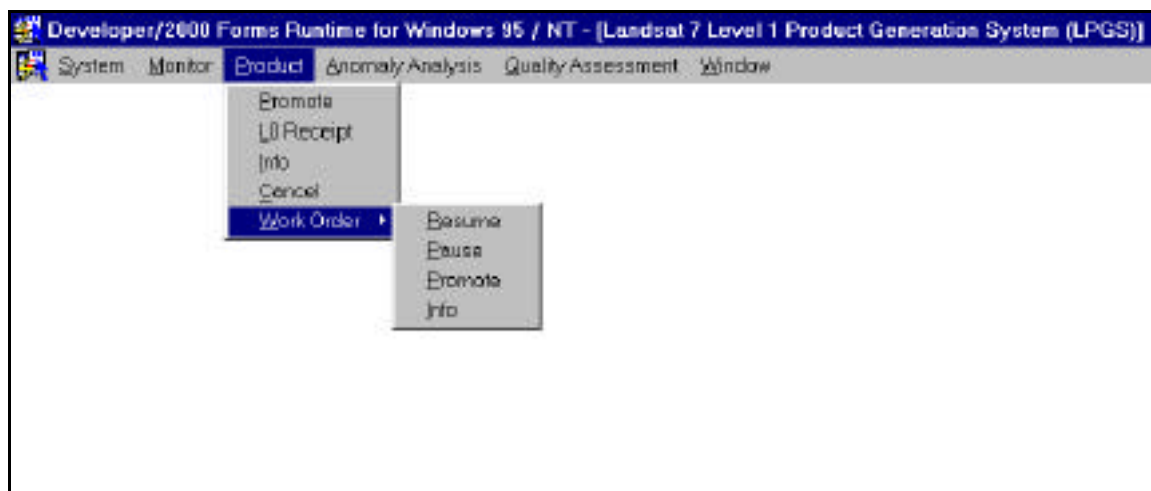 Developer/2000 Forms Runtime for Windows 95 / NT - [Landsat 7 Level 1 Product Generation System (LPGS)]
System Monitor Product Anomaly Analysis Quality Assessment Window
Promote
L0 Receipt
Info
Cancel
Work Order
Resume
Pause
Promote
Info